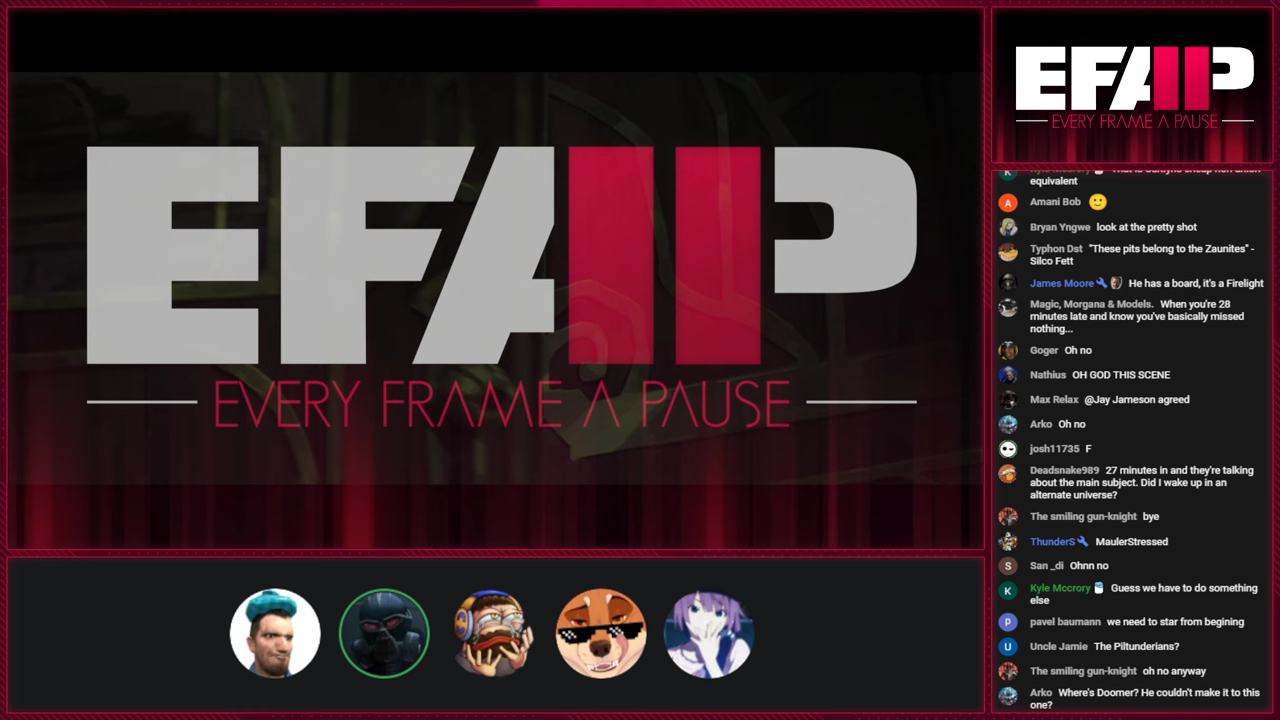 EFAP
EVERY FRAME A PAUSE
EFAP
EVERY FRAME A PAUSE
equivalent
Amani Bob
Bryan Yngwe look at the pretty shot
Typhon Dst "These pits belong to the Zaunites" -
Silco Fett
James Moore He has a board, it's a Firelight
Magic, Morgana & Models. When you're 28
minutes late and know you've basically missed
nothing...
Goger Oh no
Nathius OH GOD THIS SCENE
Max Relax @Jay Jameson agreed
Arko Oh no
josh11735 F
Deadsnake989 27 minutes in and they're talking
about the main subject. Did I wake up in an
alternate universe?
The smiling gun-knight bye
ThunderS MaulerStressed
San _di Ohnn no
Kyle Mccrory Guess we have to do something
else
pavel baumann we need to star from begining
Uncle Jamie The Piltunderians?
The smiling gun-knight oh no anyway
Arko Where's Doomer? He couldn't make it to this
one?